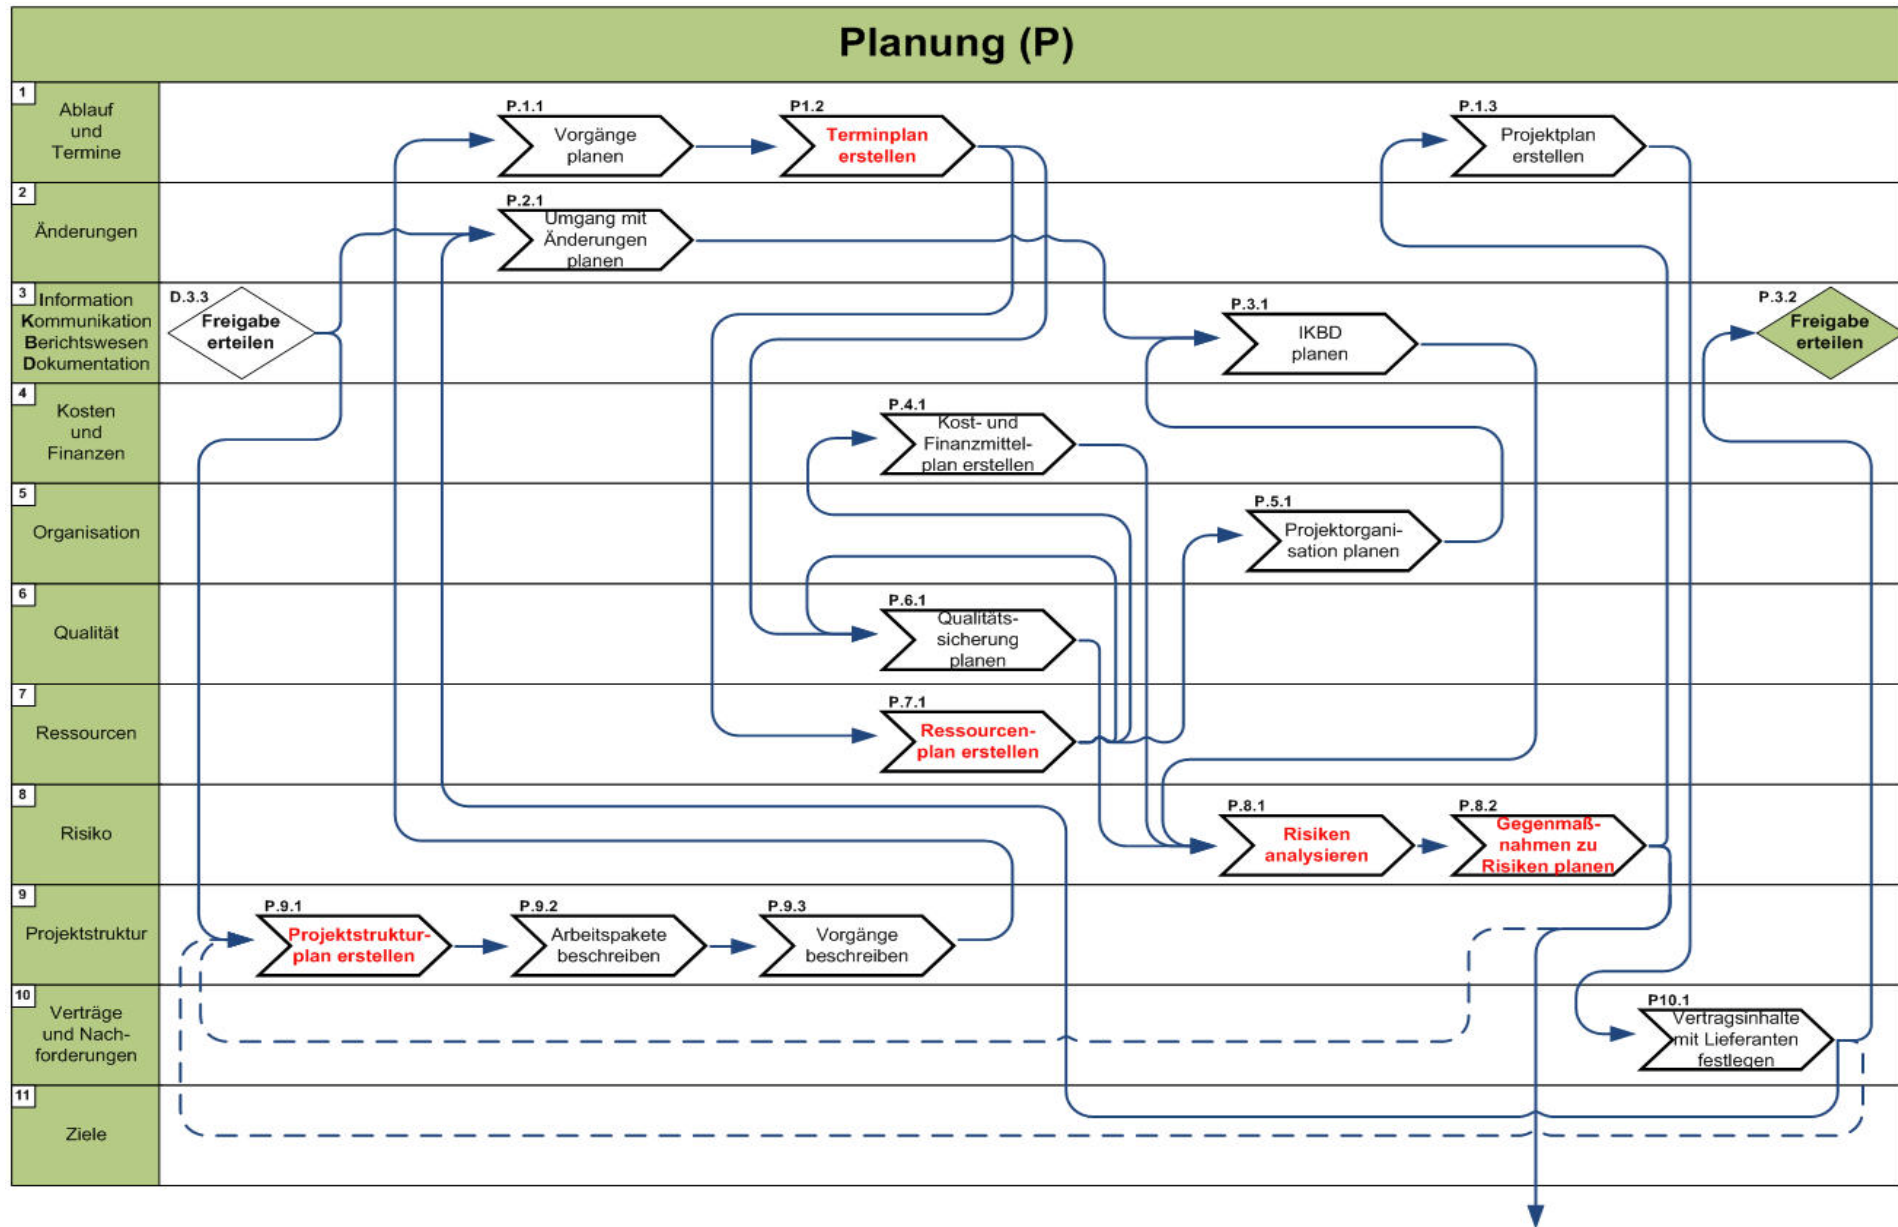 Planung (P)
1
Ablauf
und
Termine
P.1.1
Vorgänge
planen
P1.2
Terminplan
erstellen
P.1.3
Projektplan
erstellen
2
Änderungen
P.2.1
Umgang mit
Änderungen
planen
3
Information
Kommunikation
Berichtswesen
Dokumentation
D.3.3
Freigabe
erteilen
P.3.1
IKBD
planen
P.3.2
Freigabe
erteilen
4
Kosten
und
Finanzen
P.4.1
Kost- und
Finanzmittel-
plan erstellen
5
Organisation
P.5.1
Projektorgani-
sation planen
6
Qualität
P.6.1
Qualitäts-
sicherung
planen
7
Ressourcen
P.7.1
Ressourcen-
plan erstellen
8
Risiko
P.8.1
Risiken
analysieren
P.8.2
Gegenmaß-
nahmen zu
Risiken planen
9
Projektstruktur
P.9.1
Projektstruktur-
plan erstellen
P.9.2
Arbeitspakete
beschreiben
P.9.3
Vorgänge
beschreiben
10
Verträge
und Nach-
forderungen
P10.1
Vertragsinhalte
mit Lieferanten
festlegen
11
Ziele